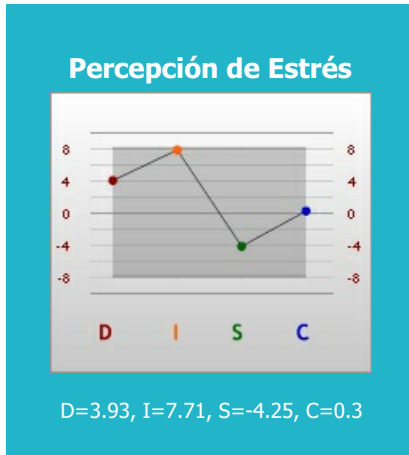 Percepción de Estrés
8 8
4 4
0 0
-4 -4
-8 -8
D I S C
D=3.93, I=7.71, S=-4.25, C=0.3